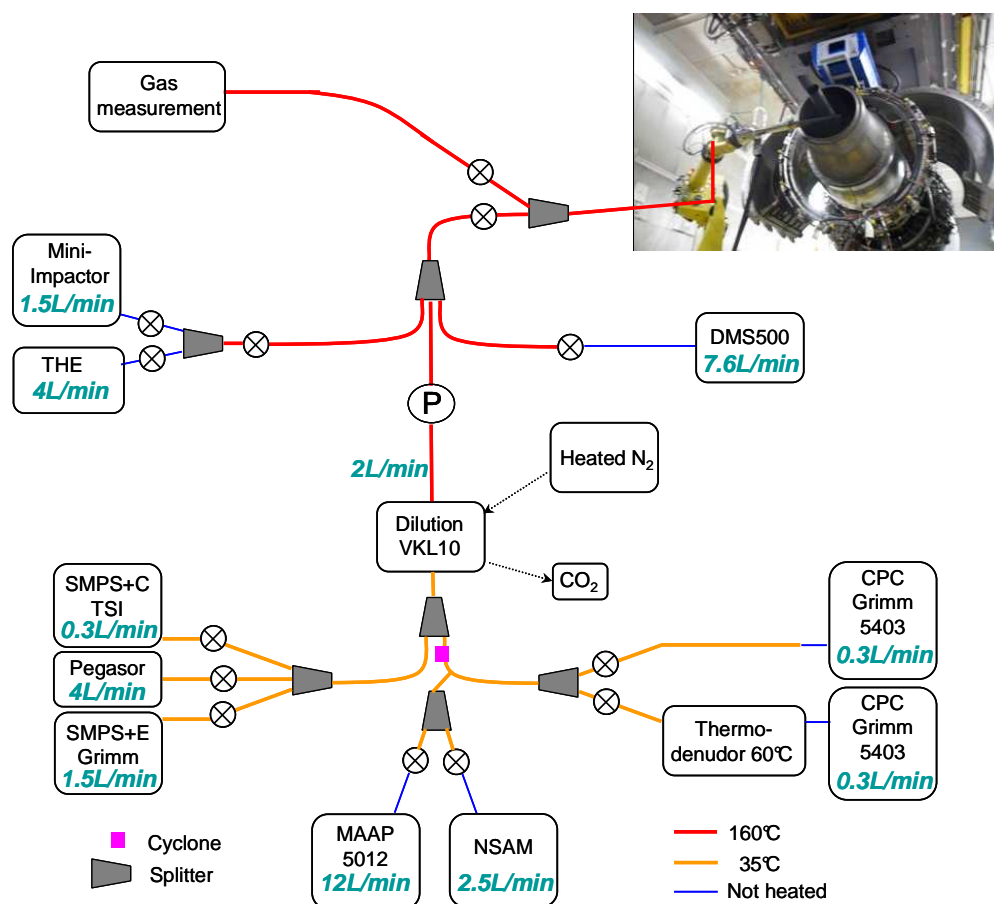 Gas
measurement
Mini-
Impactor
1.5L/min
THE
4L/min
DMS500
7.6L/min
P
2L/min
Heated N₂
Dilution
VKL10
CO₂
SMPS+C
TSI
0.3L/min
Pegasor
4L/min
SMPS+E
Grimm
1.5L/min
CPC
Grimm
5403
0.3L/min
Thermo-
denudor 60℃
CPC
Grimm
5403
0.3L/min
MAAP
5012
12L/min
NSAM
2.5L/min
Cyclone
Splitter
160℃
35℃
Not heated